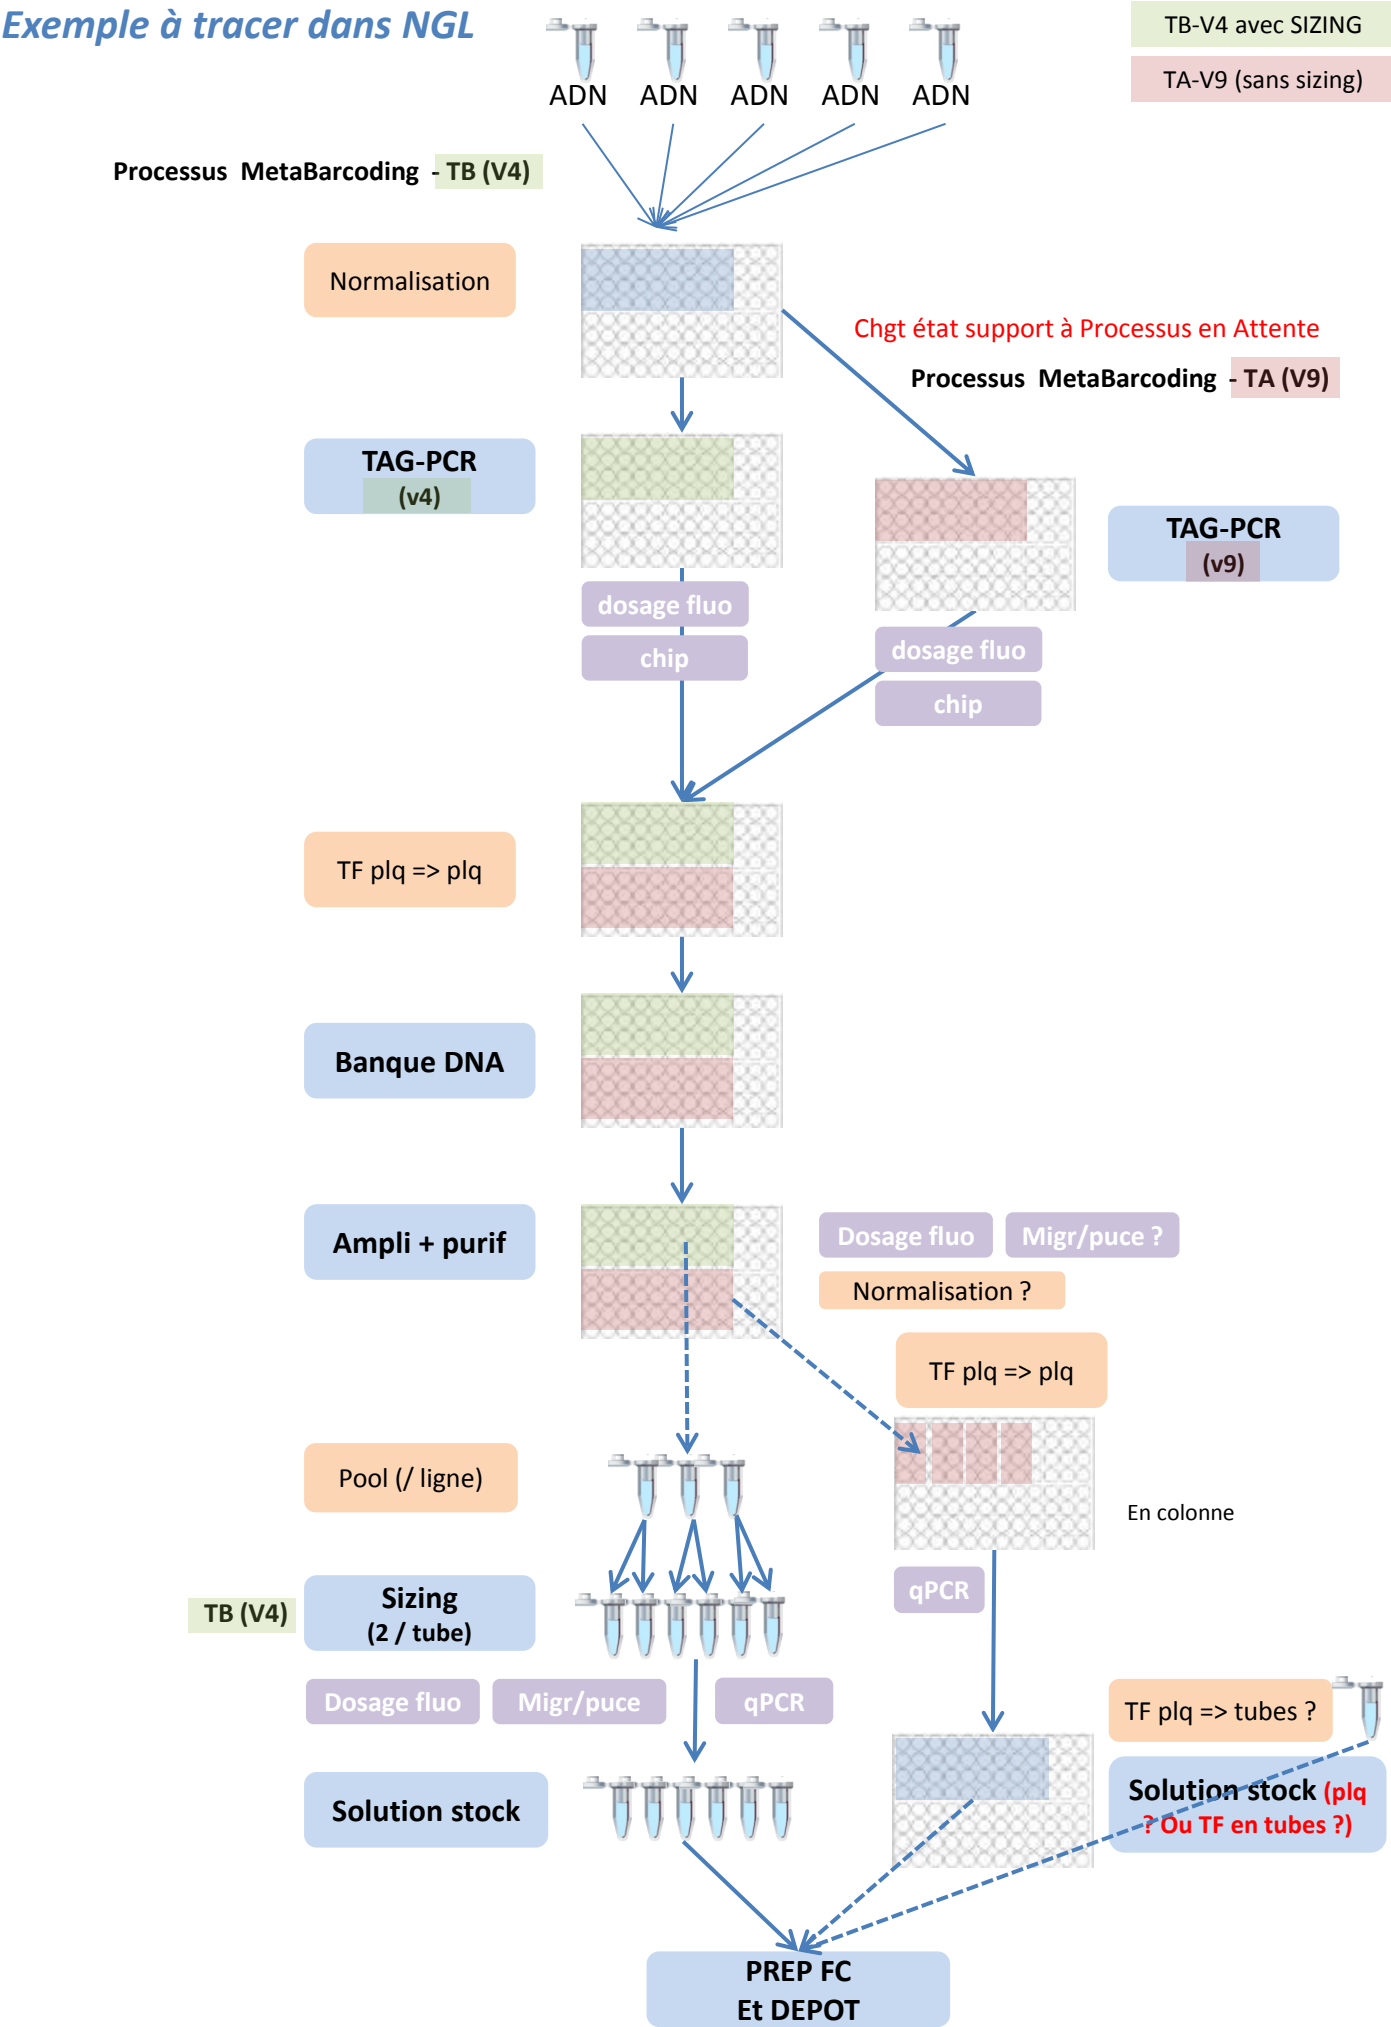 Exemple à tracer dans NGL
TB-V4 avec SIZING
TA-V9 (sans sizing)
ADN ADN ADN ADN ADN
Processus MetaBarcoding - TB (V4)
Normalisation
Chgt état support à Processus en Attente
Processus MetaBarcoding - TA (V9)
TAG-PCR
(v4)
TAG-PCR
(v9)
dosage fluo
chip
dosage fluo
chip
TF plq => plq
Banque DNA
Ampli + purif
Dosage fluo
Migr/puce ?
Normalisation ?
TF plq => plq
Pool (/ ligne)
En colonne
qPCR
TB (V4)
Sizing
(2 / tube)
Dosage fluo
Migr/puce
qPCR
TF plq => tubes ?
Solution stock
Solution stock (plq
? Ou TF en tubes ?)
PREP FC
Et DEPOT